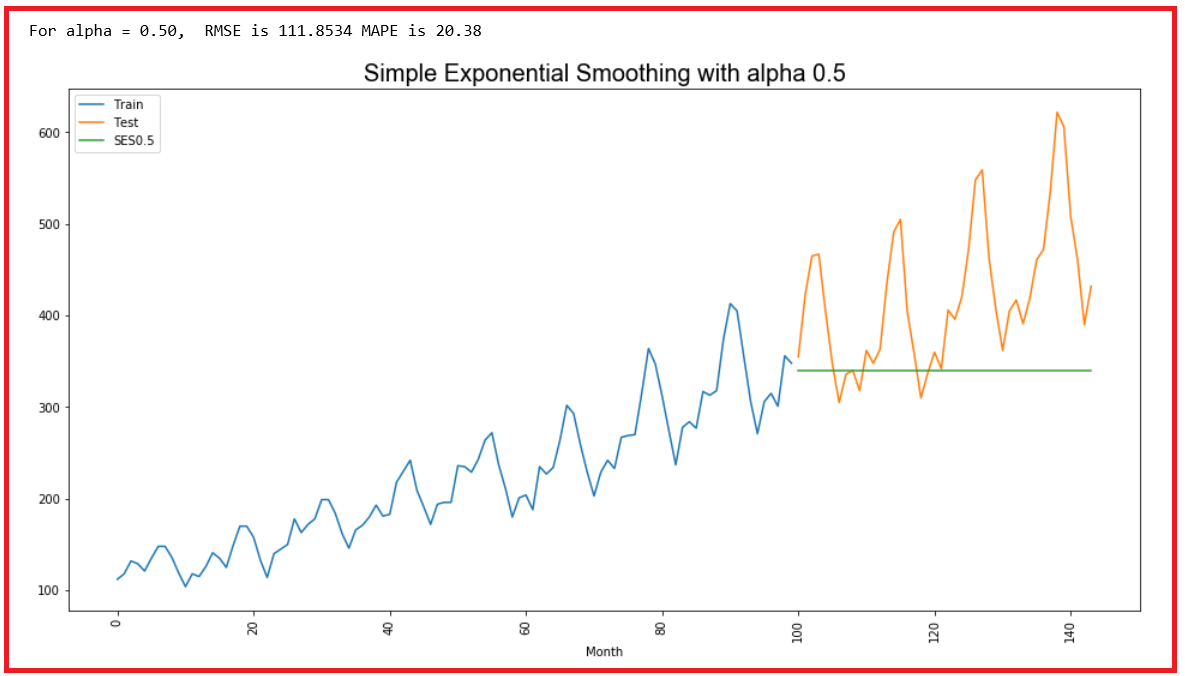 For alpha = 0.50,  RMSE is 111.8534 MAPE is 20.38
Simple Exponential Smoothing with alpha 0.5
Train
Test
SES0.5
600
500
400
300
200
100
0
20
40
60
80
100
120
140
Month